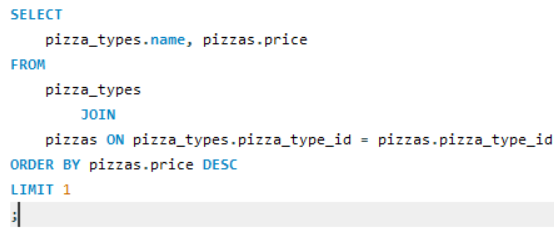 SELECT
pizza_types.name, pizzas.price
FROM
pizza_types
JOIN
pizzas ON pizza_types.pizza_type_id = pizzas.pizza_type_id
ORDER BY pizzas.price DESC
LIMIT 1
;